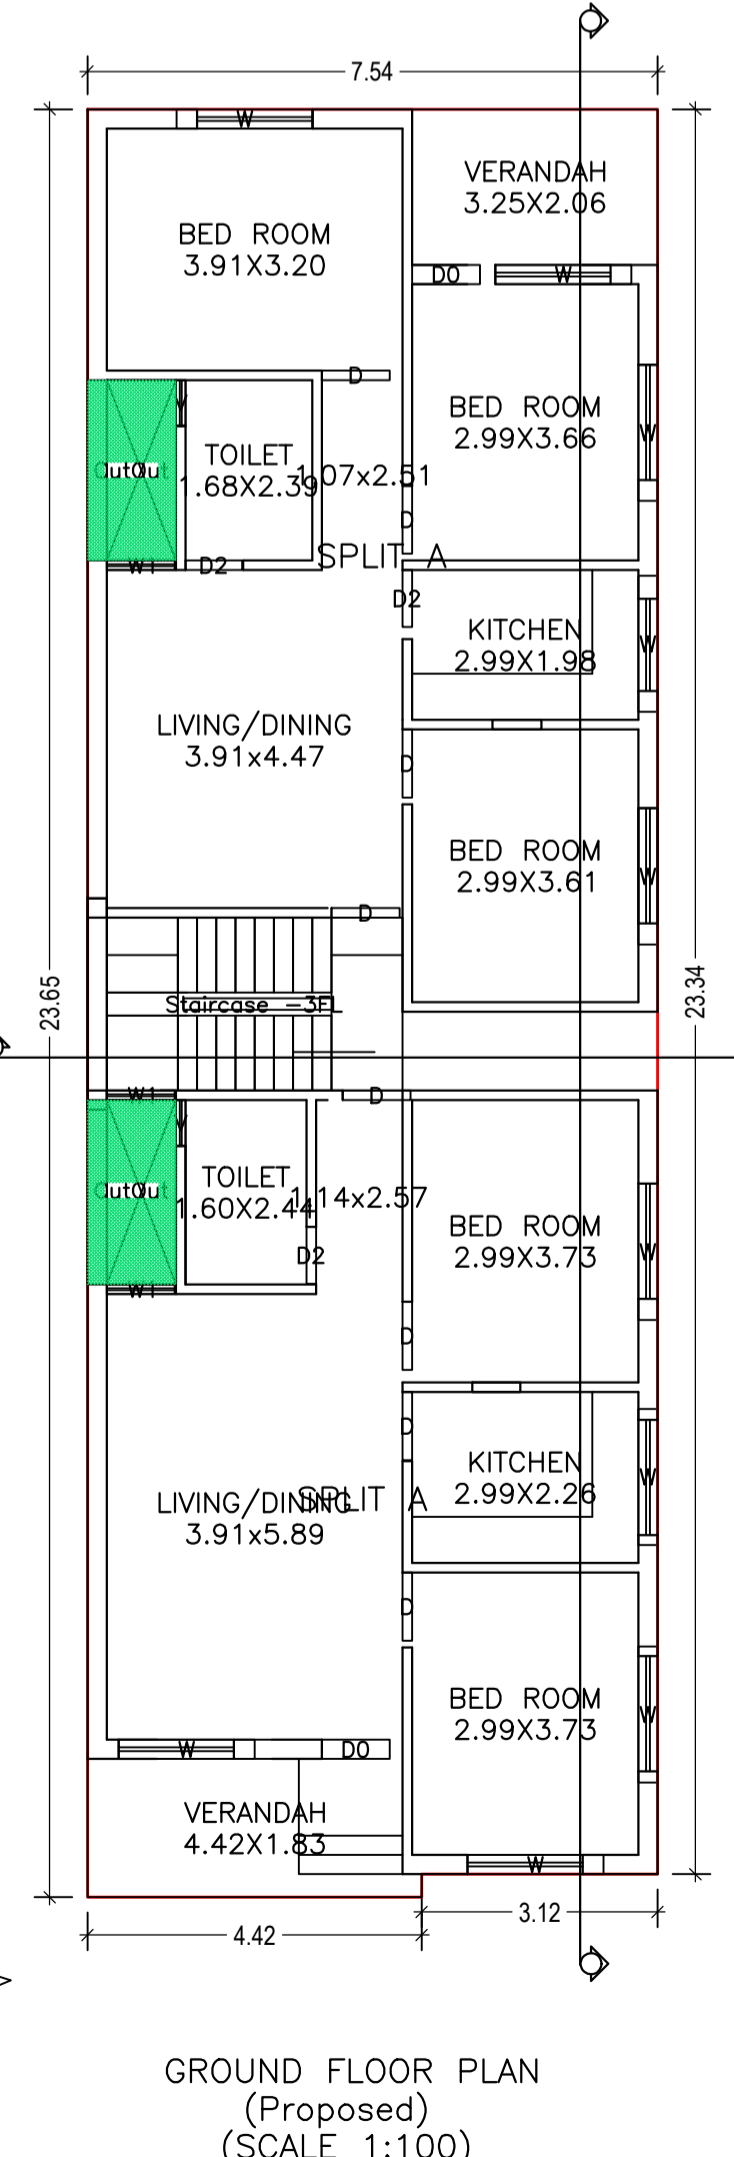 7.54
W
VERANDAH
3.25X2.06
BED ROOM
3.91X3.20
D0
W
D
BED ROOM
2.99X3.66
W
V
TOILET
1.68X2.39
1.07x2.51
D
W1
D2
SPLIT A
D2
KITCHEN
2.99X1.98
W
LIVING/DINING
3.91x4.47
D
BED ROOM
2.99X3.61
W
D
23.65
23.34
Staircase -3FL
W1
D
V
TOILET
1.60X2.44
1.14x2.57
BED ROOM
2.99X3.73
W
D2
W1
D
D
KITCHEN
2.99X2.26
W
LIVING/DINING
SPLIT A
3.91x5.89
D
BED ROOM
2.99X3.73
W
W
D0
VERANDAH
4.42X1.83
W
3.12
4.42
GROUND FLOOR PLAN
(Proposed)
(SCALE 1:100)